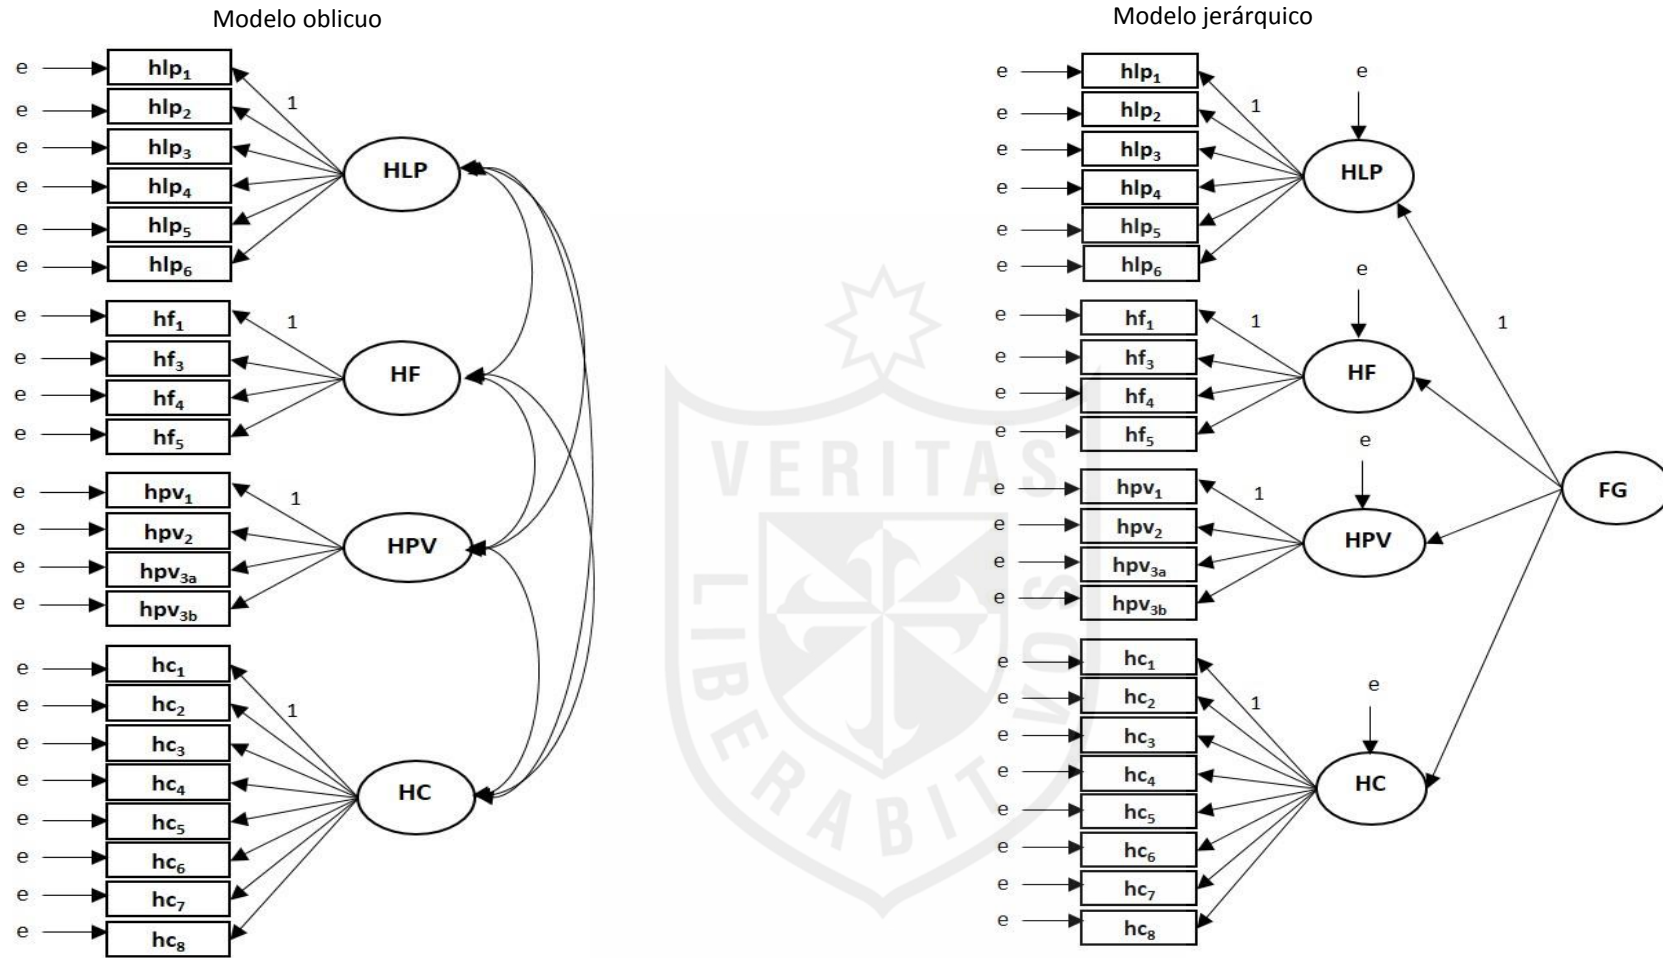 Modelo oblicuo
e hlp1
1
e hlp2
e hlp3
HLP
e hlp4
e hlp5
e hlp6
e hf1
1
e hf3
HF
e hf4
e hf5
e hpv1
1
e hpv2
HPV
e hpv3a
e hpv3b
e hc1
e hc2
1
e hc3
e hc4
HC
e hc5
e hc6
e hc7
e hc8
VERITAS
LIBERABIT VOS
Modelo jerárquico
e hlp1
e
1
e hlp2
e hlp3
HLP
e hlp4
e hlp5
e hlp6
e
e hf1
1
1
e hf3
HF
e hf4
e hf5
e
e hpv1
1
FG
e hpv2
HPV
e hpv3a
e hpv3b
e hc1
e
e hc2
1
e hc3
e hc4
HC
e hc5
e hc6
e hc7
e hc8